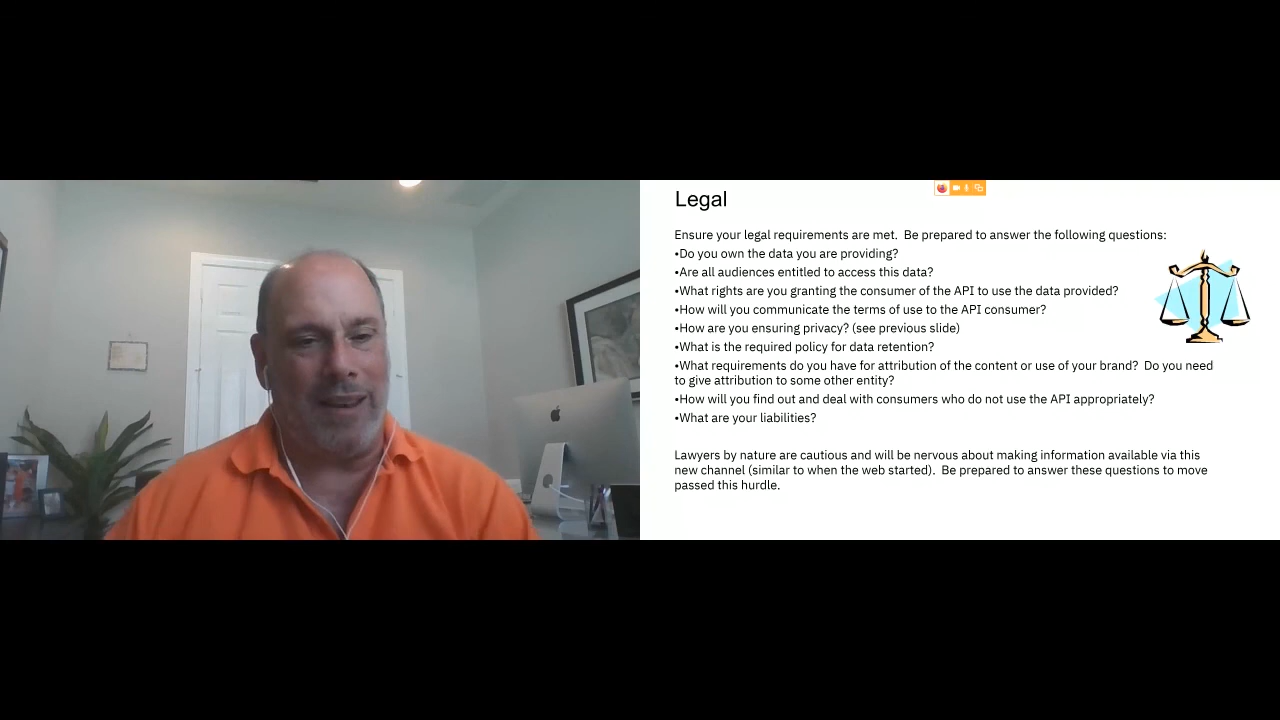 Legal
Ensure your legal requirements are met.  Be prepared to answer the following questions:
•Do you own the data you are providing?
•Are all audiences entitled to access this data?
•What rights are you granting the consumer of the API to use the data provided?
•How will you communicate the terms of use to the API consumer?
•How are you ensuring privacy? (see previous slide)
•What is the required policy for data retention?
•What requirements do you have for attribution of the content or use of your brand?  Do you need
to give attribution to some other entity?
•How will you find out and deal with consumers who do not use the API appropriately?
•What are your liabilities?
Lawyers by nature are cautious and will be nervous about making information available via this
new channel (similar to when the web started).  Be prepared to answer these questions to move
passed this hurdle.